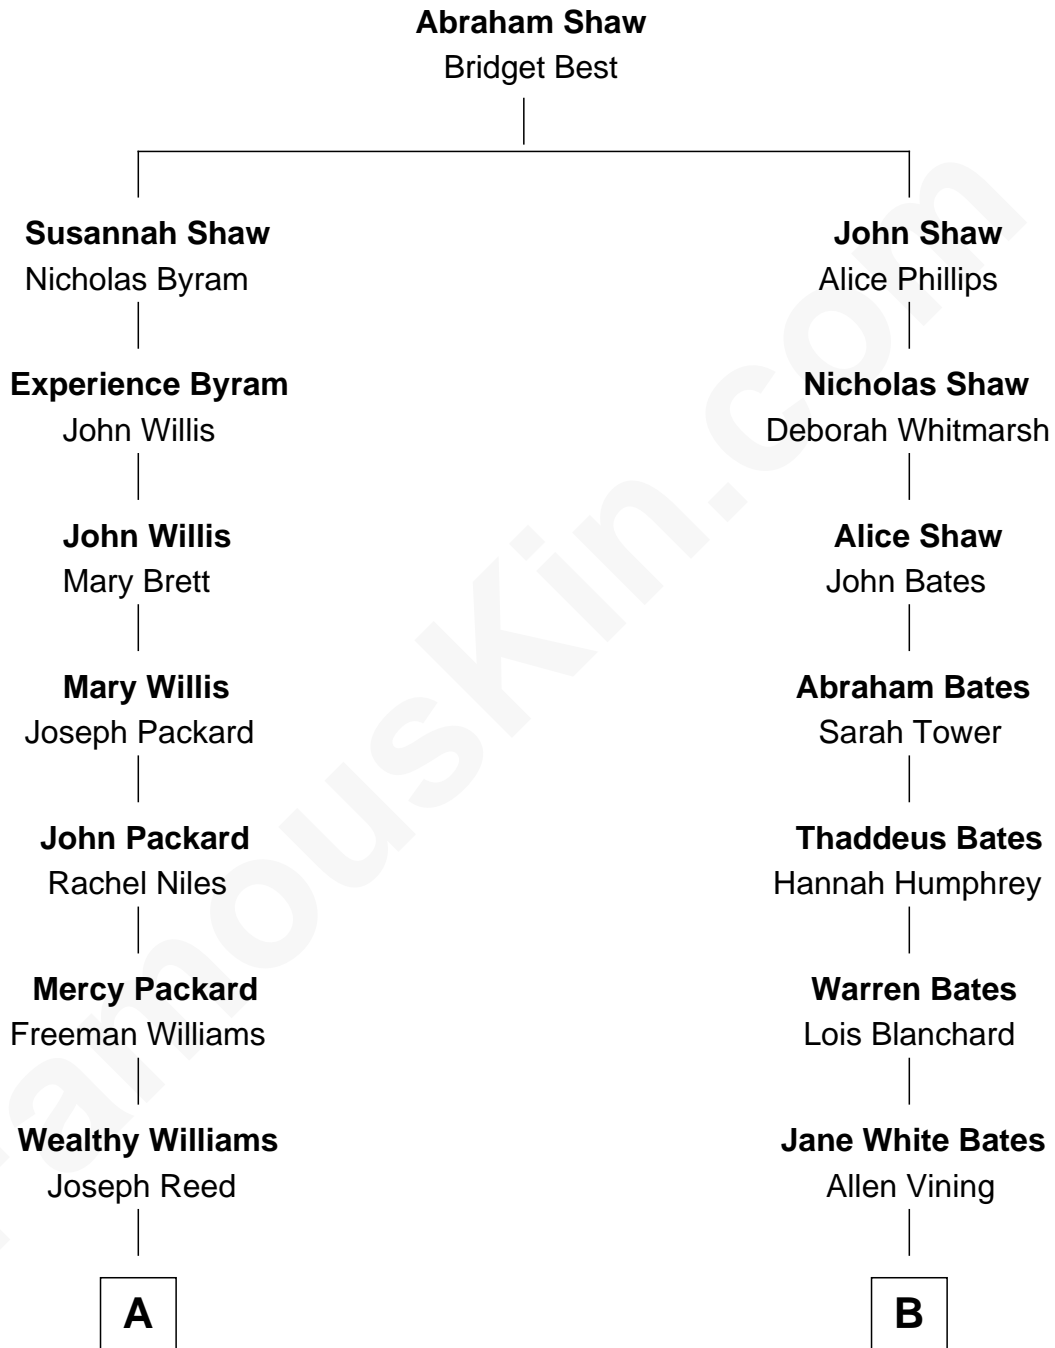 Abraham Shaw
Bridget Best
Susannah Shaw
Nicholas Byram
John Shaw
Alice Phillips
Experience Byram
John Willis
Nicholas Shaw
Deborah Whitmarsh
John Willis
Mary Brett
Alice Shaw
John Bates
Mary Willis
Joseph Packard
Abraham Bates
Sarah Tower
John Packard
Rachel Niles
Thaddeus Bates
Hannah Humphrey
Mercy Packard
Freeman Williams
Warren Bates
Lois Blanchard
Wealthy Williams
Joseph Reed
Jane White Bates
Allen Vining
A
B
FamousKin.com